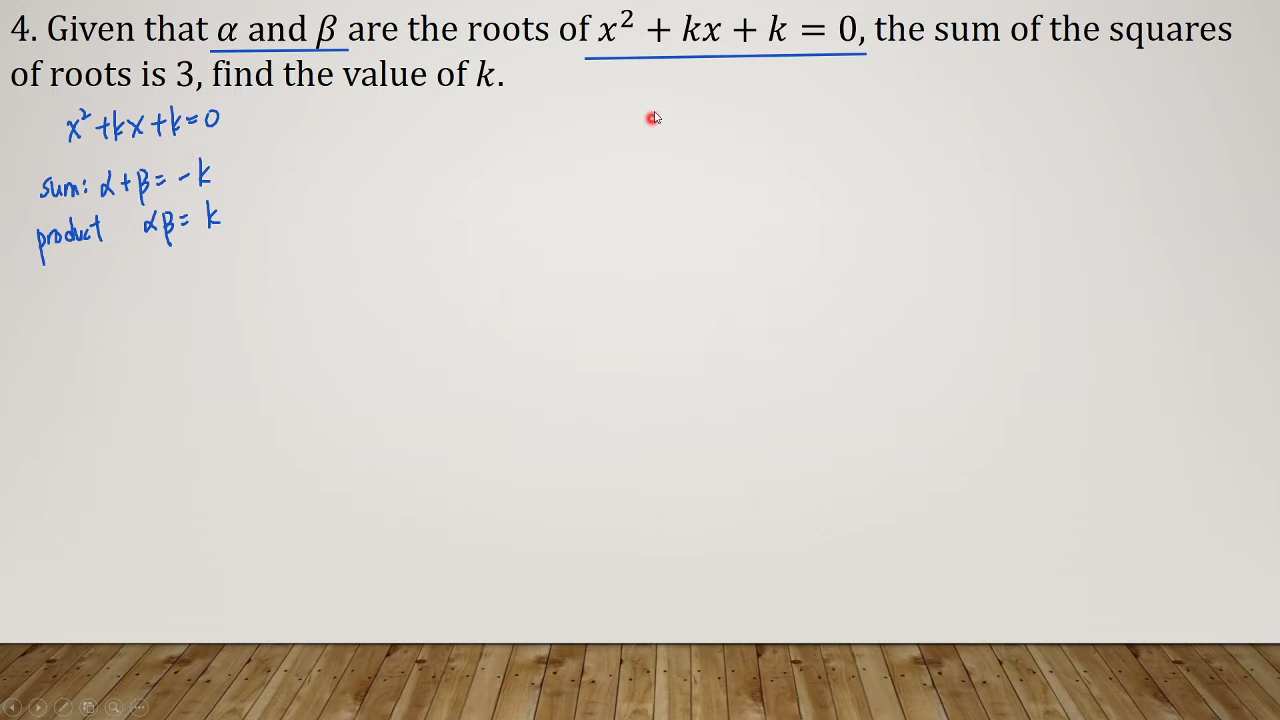 4. Given that α and β are the roots of x² + kx + k = 0, the sum of the squares
of roots is 3, find the value of k.
x²+kx+k=0
sum: α+β= -k
product αβ= k